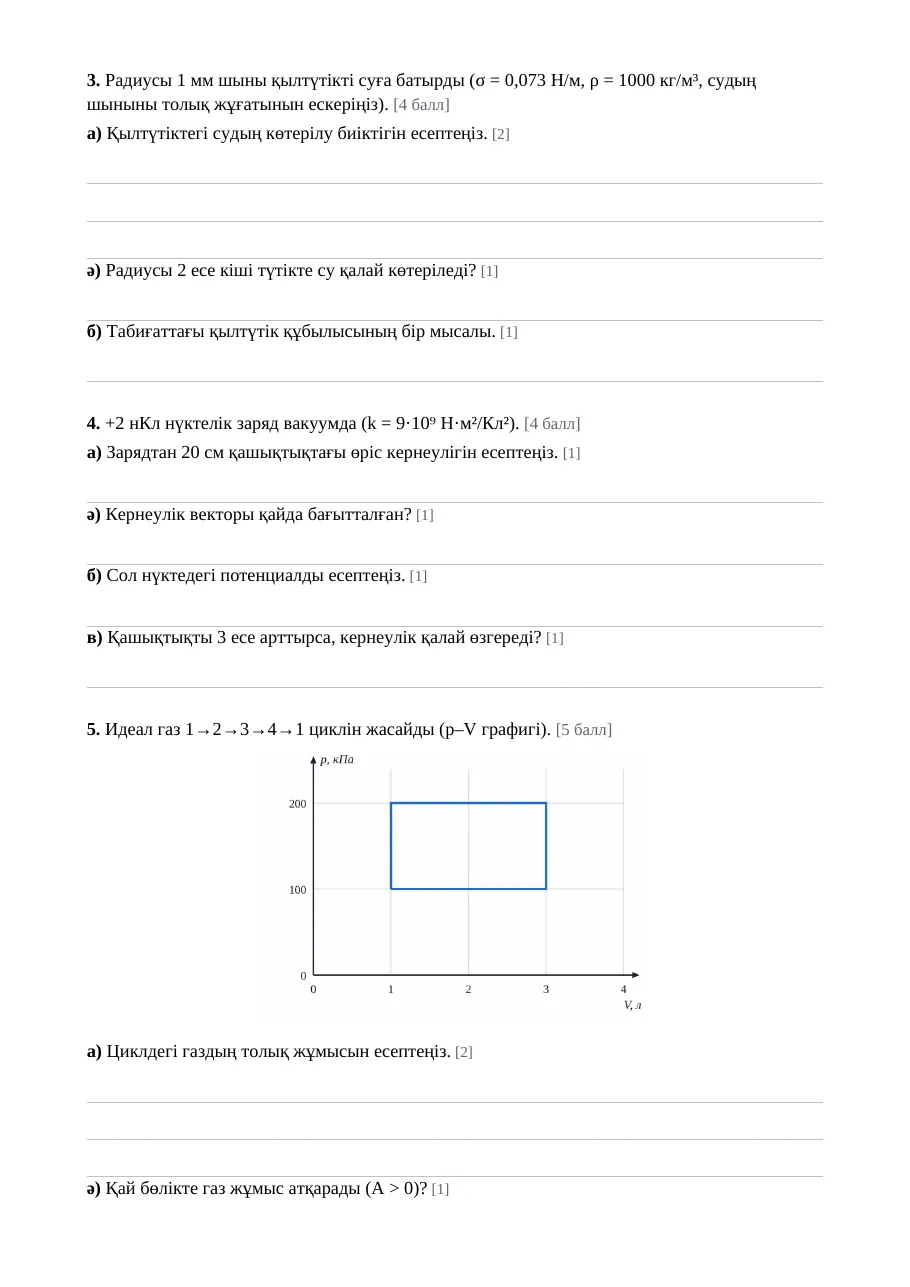 3. Радиусы 1 мм шыны қылтүтікті суға батырды (σ = 0,073 Н/м, ρ = 1000 кг/м³, судың
шыныны толық жұғатынын ескеріңіз). [4 балл]
а) Қылтүтіктегі судың көтерілу биіктігін есептеңіз. [2]
ә) Радиусы 2 есе кіші түтікте су қалай көтеріледі? [1]
б) Табиғаттағы қылтүтік құбылысының бір мысалы. [1]
4. +2 нКл нүктелік заряд вакуумда (k = 9·10⁹ Н·м²/Кл²). [4 балл]
а) Зарядтан 20 см қашықтықтағы өріс кернеулігін есептеңіз. [1]
ә) Кернеулік векторы қайда бағытталған? [1]
б) Сол нүктедегі потенциалды есептеңіз. [1]
в) Қашықтықты 3 есе арттырса, кернеулік қалай өзгереді? [1]
5. Идеал газ 1→2→3→4→1 циклін жасайды (p–V графигі). [5 балл]
p, кПа
200
100
0
0 1 2 3 4
V, л
а) Циклдегі газдың толық жұмысын есептеңіз. [2]
ә) Қай бөлікте газ жұмыс атқарады (A > 0)? [1]